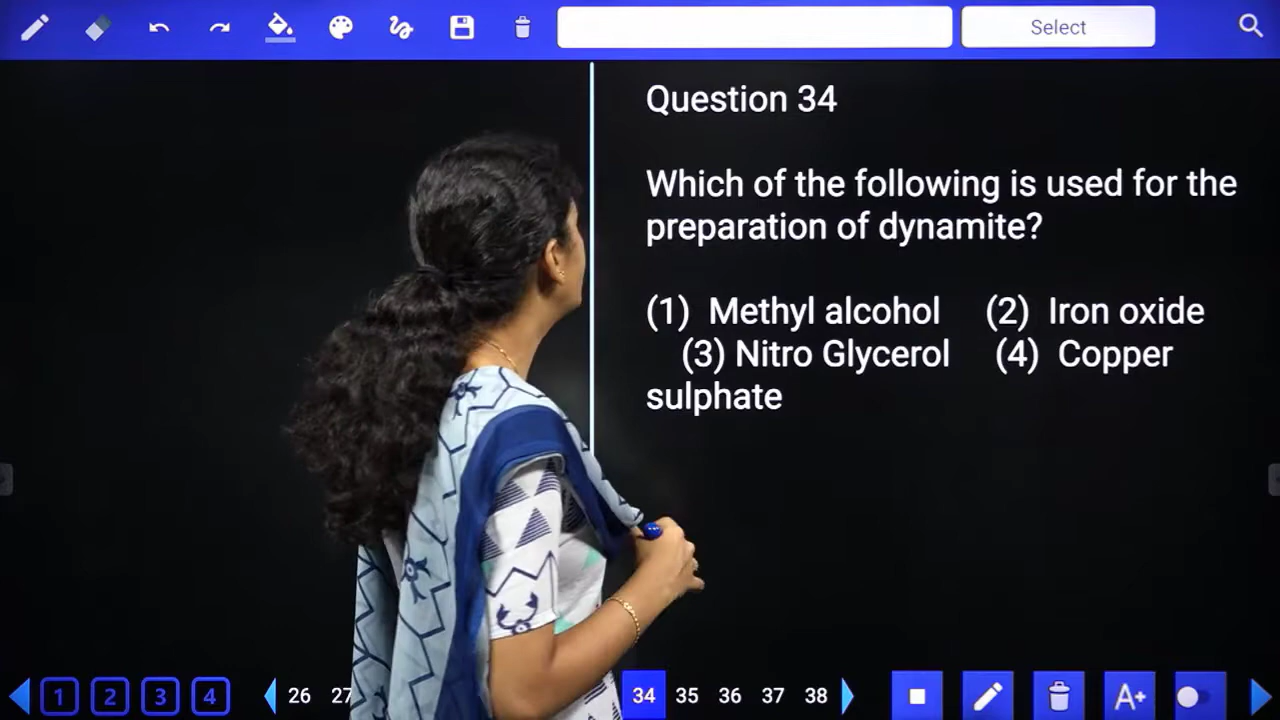 Select
Question 34
Which of the following is used for the
preparation of dynamite?
(1) Methyl alcohol (2) Iron oxide
(3) Nitro Glycerol (4) Copper
sulphate
1 2 3 4 26 27 34 35 36 37 38 A+